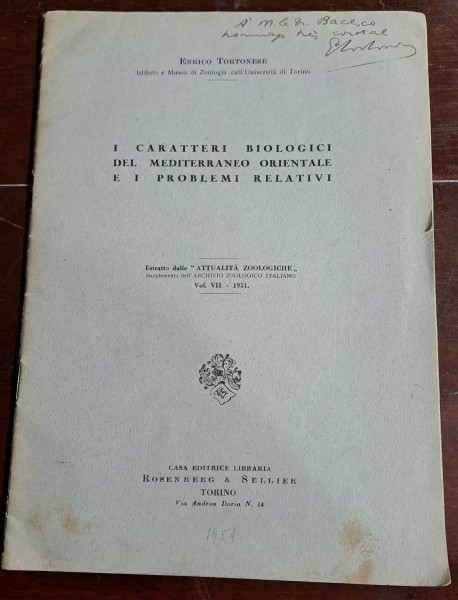 A M. le Dr. Bacesco
hommage très cordial
ETortonese
ENRICO TORTONESE
Istituto e Museo di Zoologia dell'Università di Torino
I CARATTERI BIOLOGICI
DEL MEDITERRANEO ORIENTALE
E I PROBLEMI RELATIVI
Estratto dalle "ATTUALITÀ ZOOLOGICHE„
Supplemento dell'ARCHIVIO ZOOLOGICO ITALIANO
Vol. VII - 1951.
CASA EDITRICE LIBRARIA
ROSENBERG & SELLIER
TORINO
Via Andrea Doria N. 14
1951